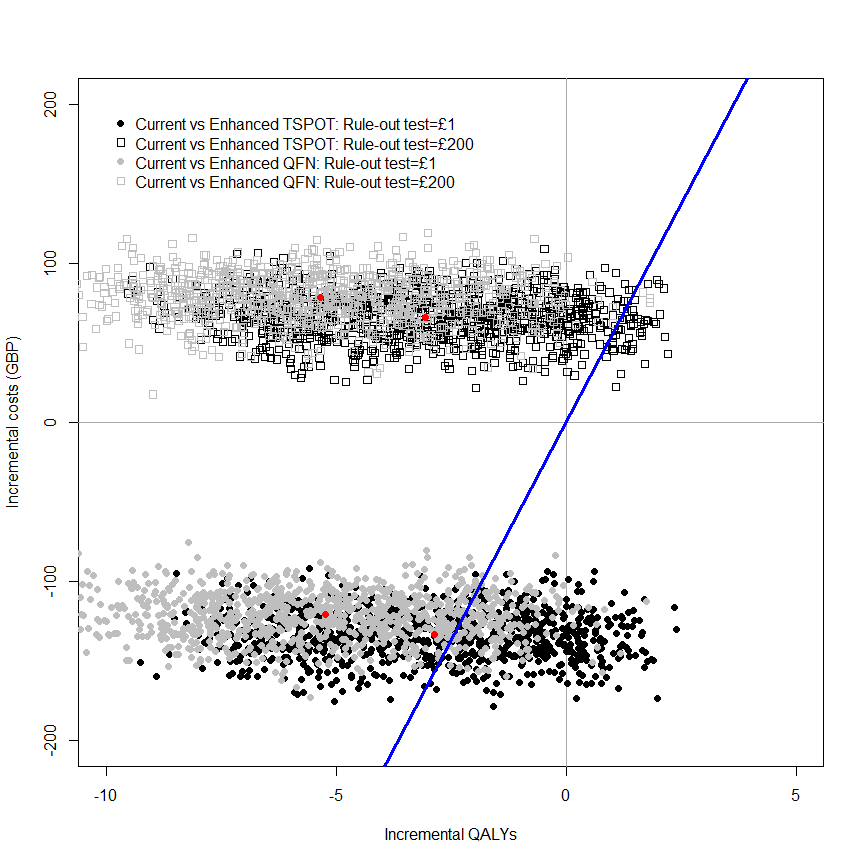 Current vs Enhanced TSPOT: Rule-out test=£1
Current vs Enhanced TSPOT: Rule-out test=£200
Current vs Enhanced QFN: Rule-out test=£1
Current vs Enhanced QFN: Rule-out test=£200
Incremental costs (GBP)
200
100
0
-100
-200
-10
-5
0
5
Incremental QALYs